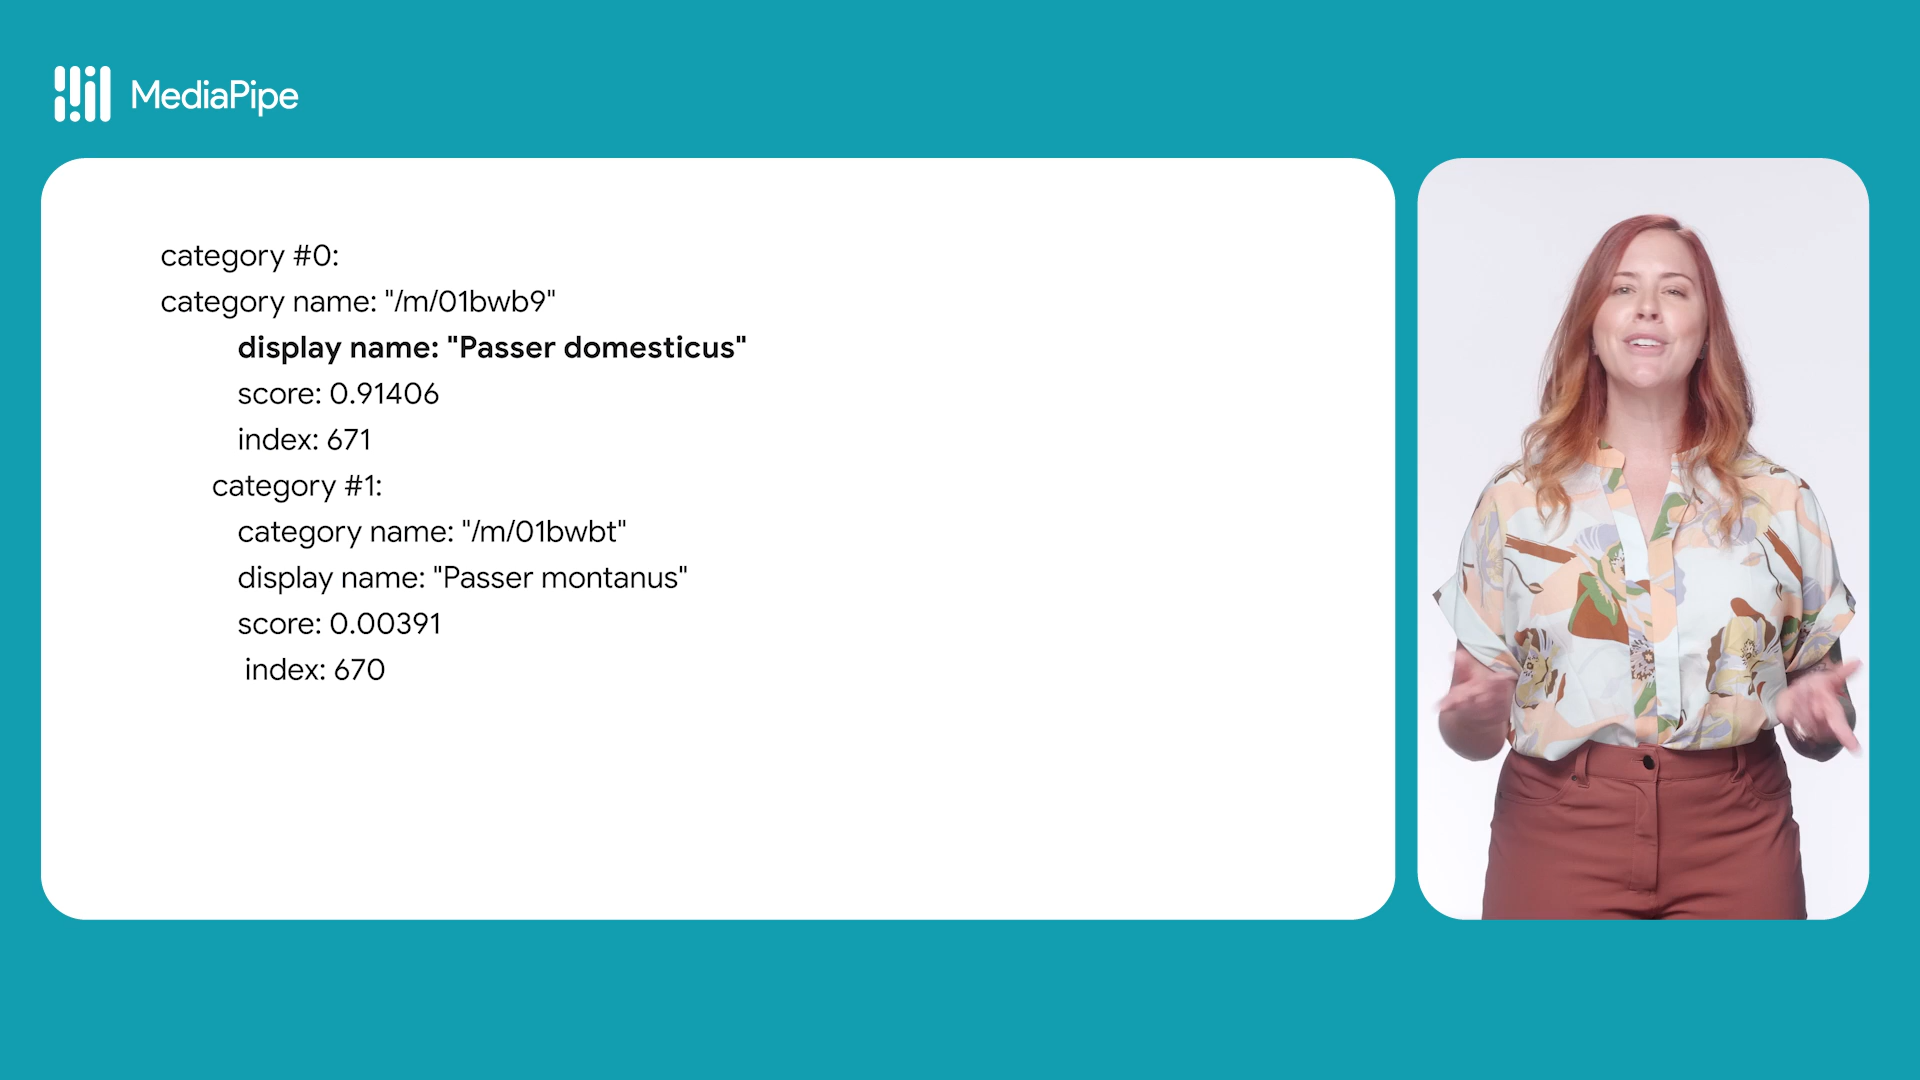 MediaPipe
category #0:
category name: "/m/01bwb9"
display name: "Passer domesticus"
score: 0.91406
index: 671
category #1:
category name: "/m/01bwbt"
display name: "Passer montanus"
score: 0.00391
index: 670